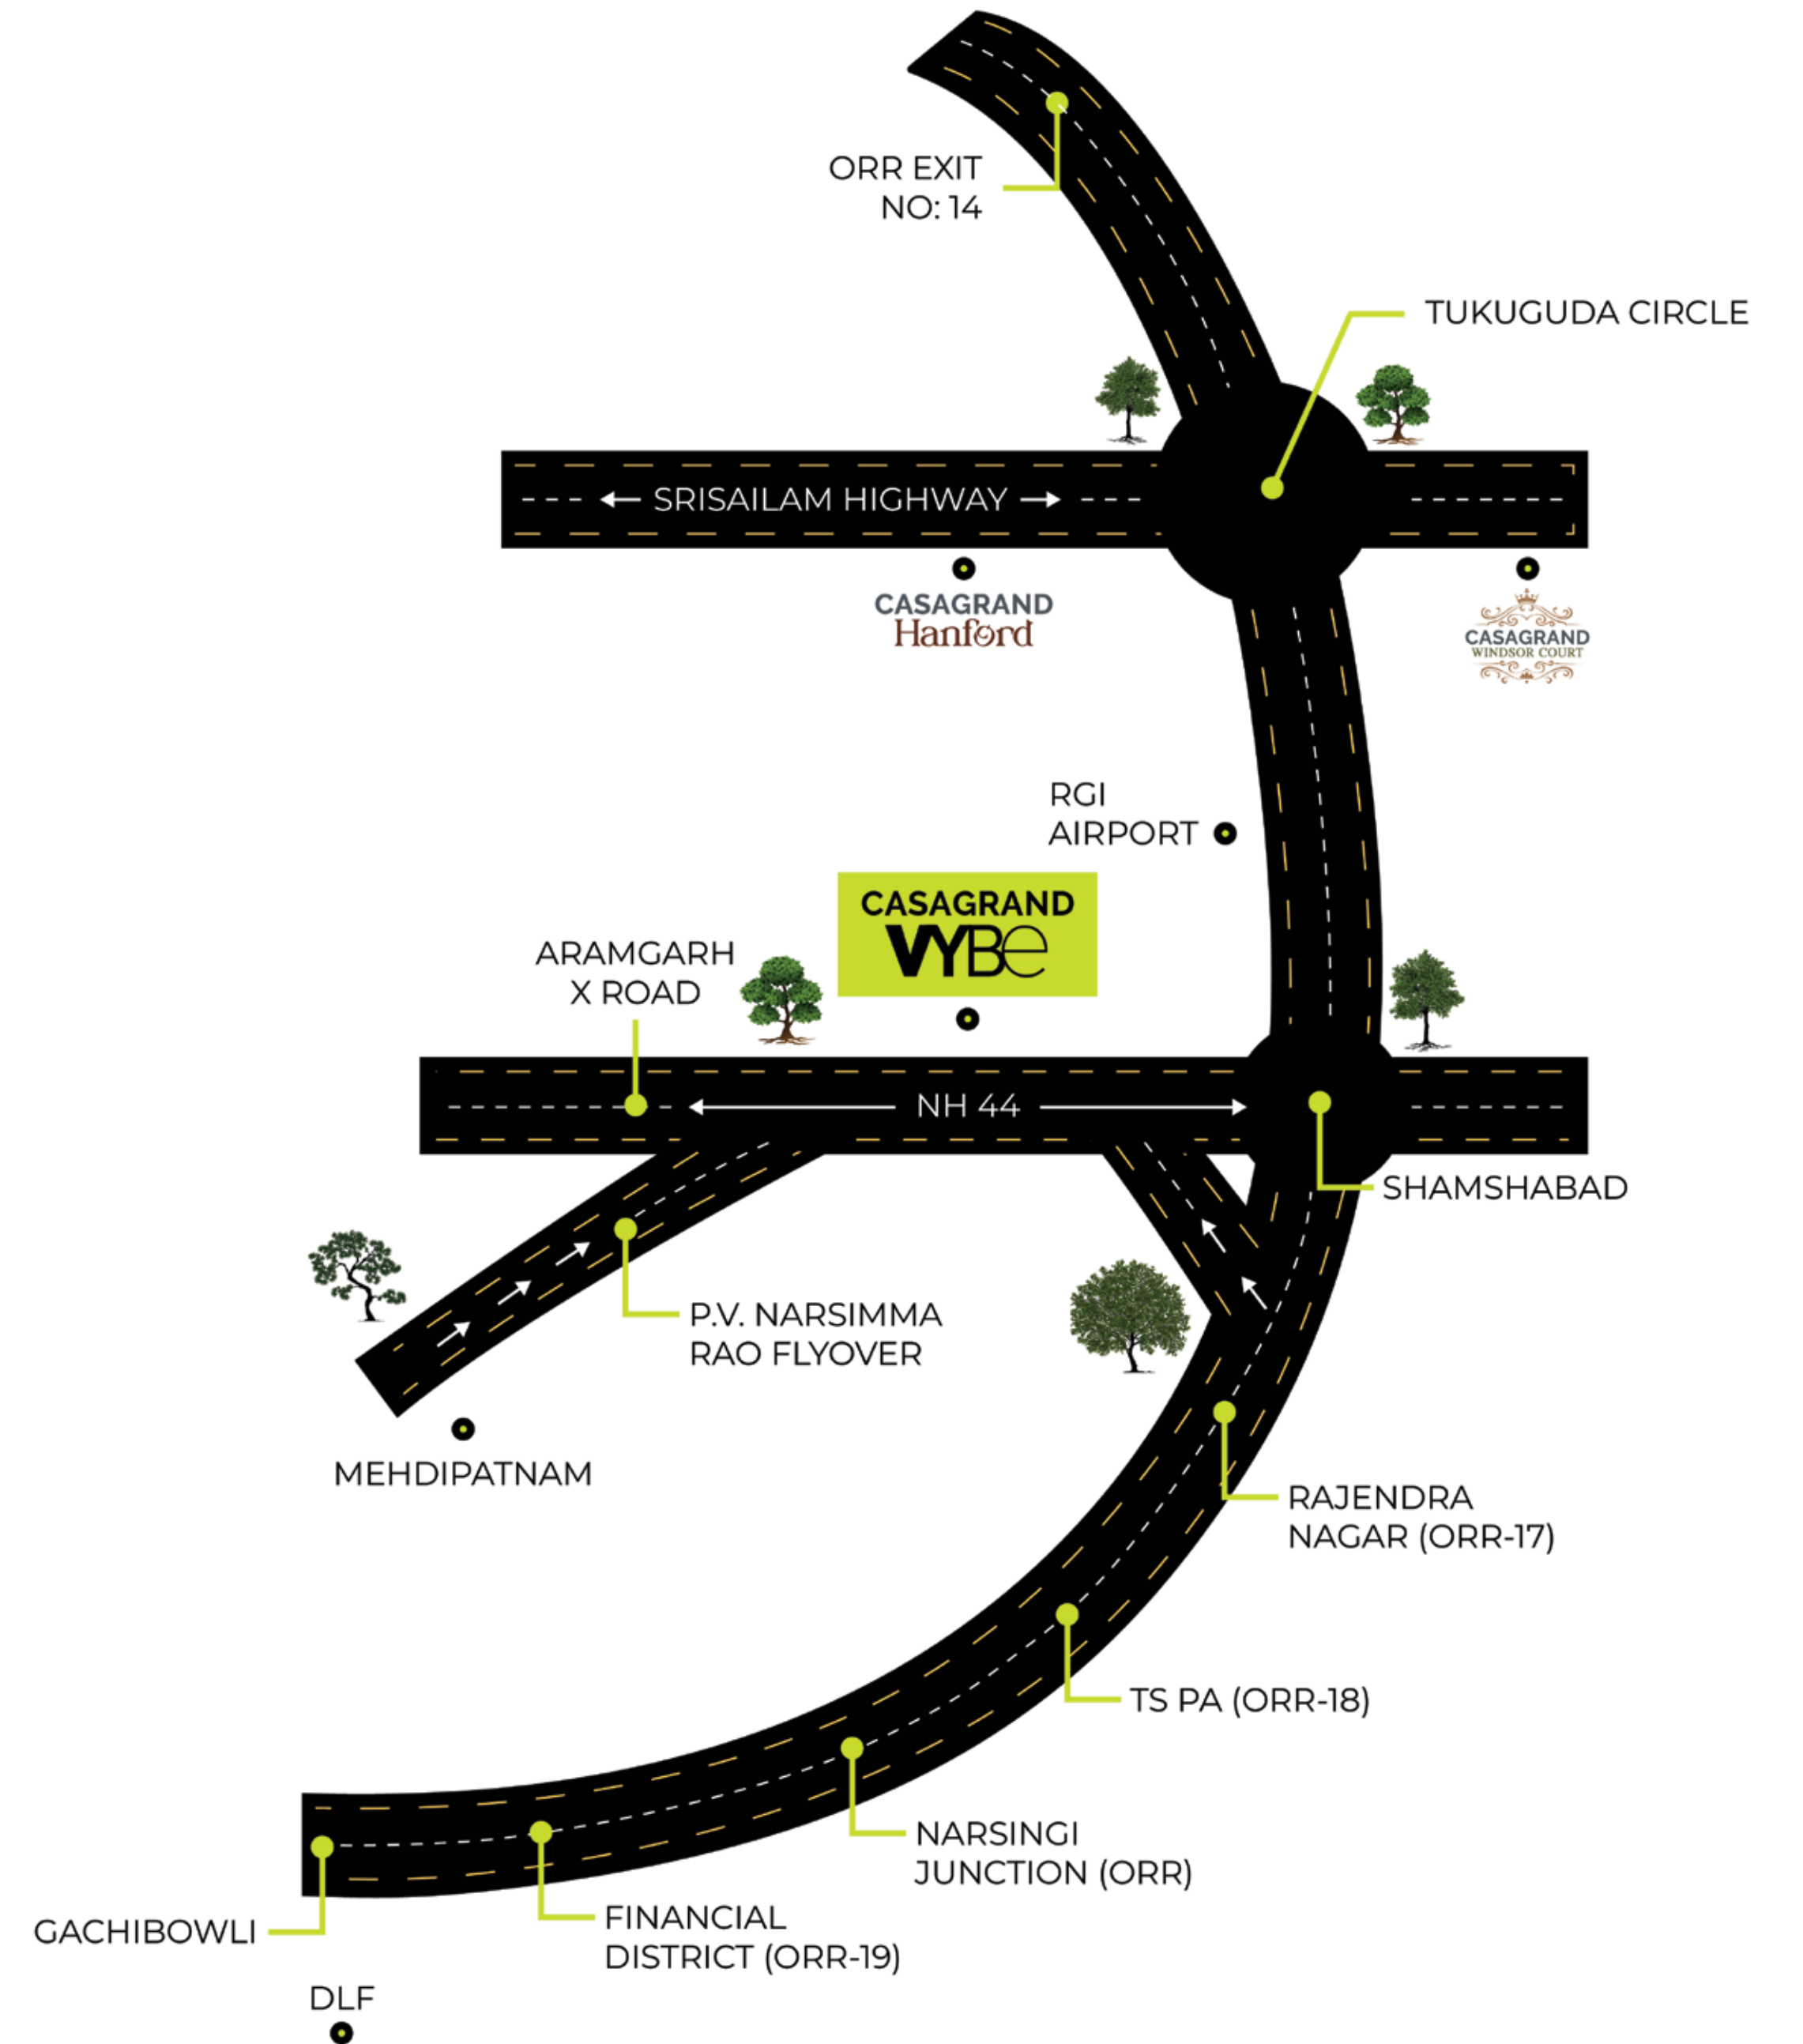 ORR EXIT
NO: 14
TUKUGUDA CIRCLE
SRISAILAM HIGHWAY
CASAGRAND
Hanford
CASAGRAND
WINDSOR COURT
RGI
AIRPORT
CASAGRAND
VYBe
ARAMGARH
X ROAD
NH 44
SHAMSHABAD
P.V. NARSIMMA
RAO FLYOVER
MEHDIPATNAM
RAJENDRA
NAGAR (ORR-17)
TS PA (ORR-18)
NARSINGI
JUNCTION (ORR)
GACHIBOWLI
FINANCIAL
DISTRICT (ORR-19)
DLF